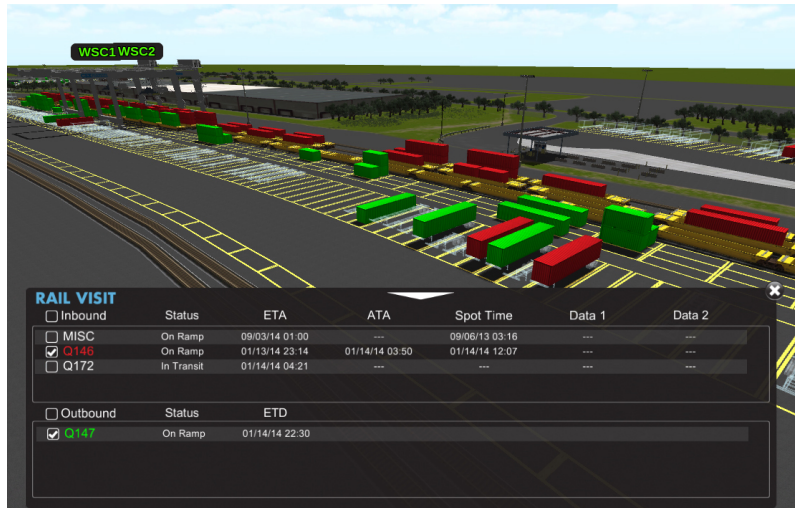 WSC1 WSC2
RAIL VISIT
Inbound Status ETA ATA Spot Time Data 1 Data 2
MISC On Ramp 09/03/14 01:00 --- 09/06/13 03:16 --- ---
Q146 On Ramp 01/13/14 23:14 01/14/14 03:50 01/14/14 12:07 --- ---
Q172 In Transit 01/14/14 04:21 --- --- --- ---
Outbound Status ETD
Q147 On Ramp 01/14/14 22:30